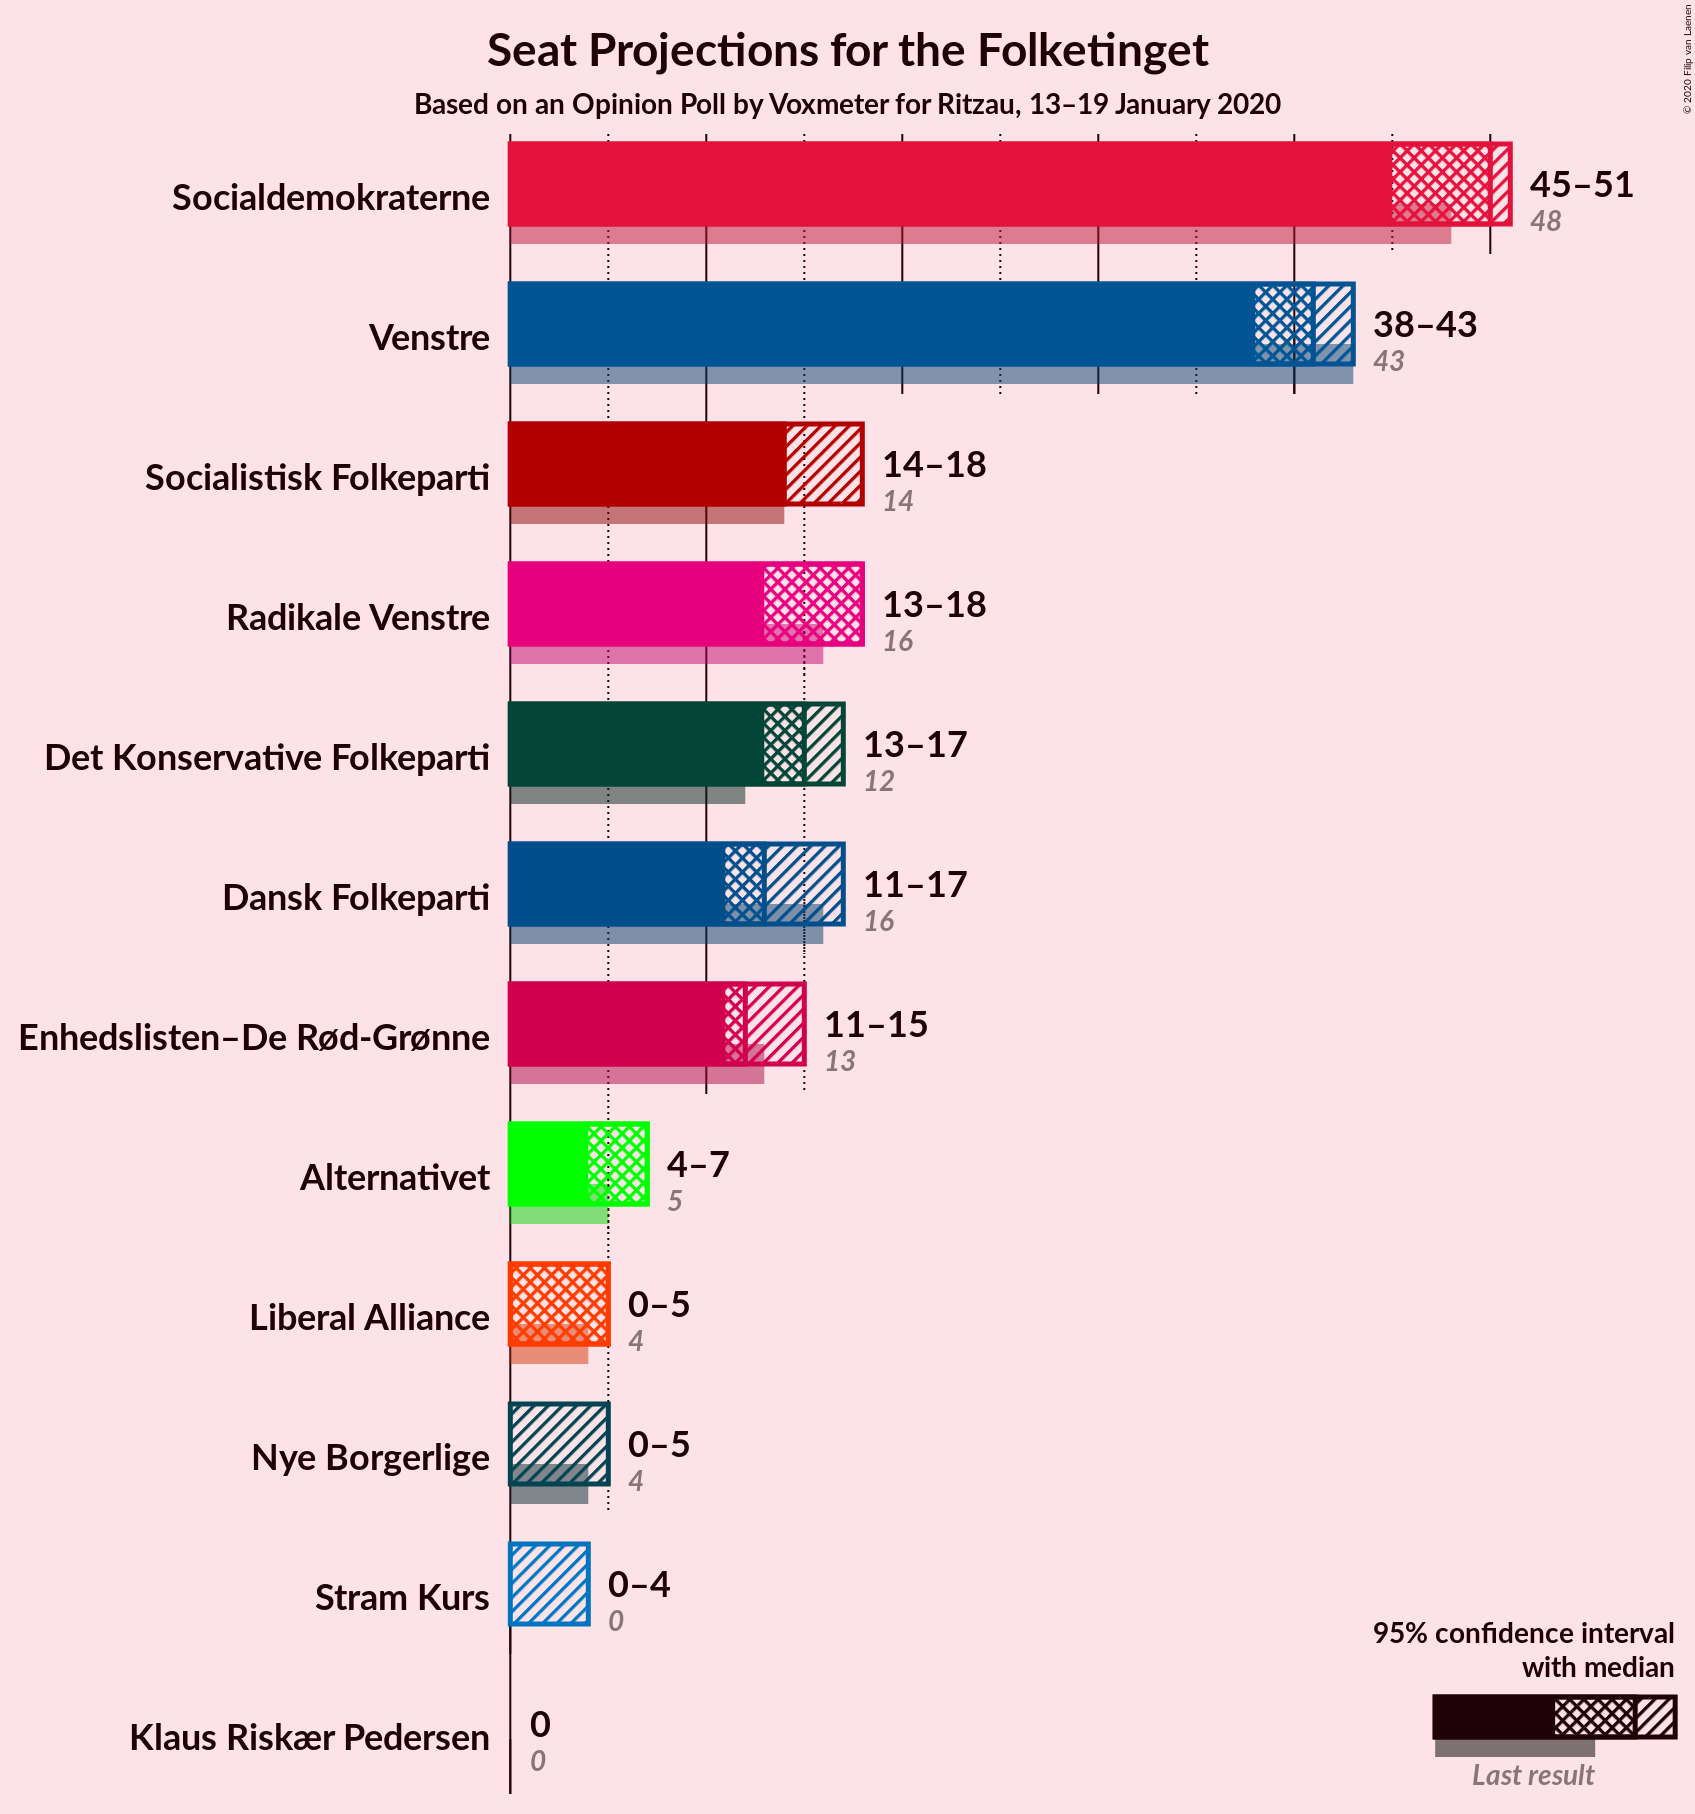 Seat Projections for the Folketinget
Based on an Opinion Poll by Voxmeter for Ritzau, 13–19 January 2020
© 2020 Filip van Laenen
Socialdemokraterne
45–51
48
Venstre
38–43
43
Socialistisk Folkeparti
14–18
14
Radikale Venstre
13–18
16
Det Konservative Folkeparti
13–17
12
Dansk Folkeparti
11–17
16
Enhedslisten–De Rød-Grønne
11–15
13
Alternativet
4–7
5
Liberal Alliance
0–5
4
Nye Borgerlige
0–5
4
Stram Kurs
0–4
0
Klaus Riskær Pedersen
0
0
95% confidence interval
with median
Last result